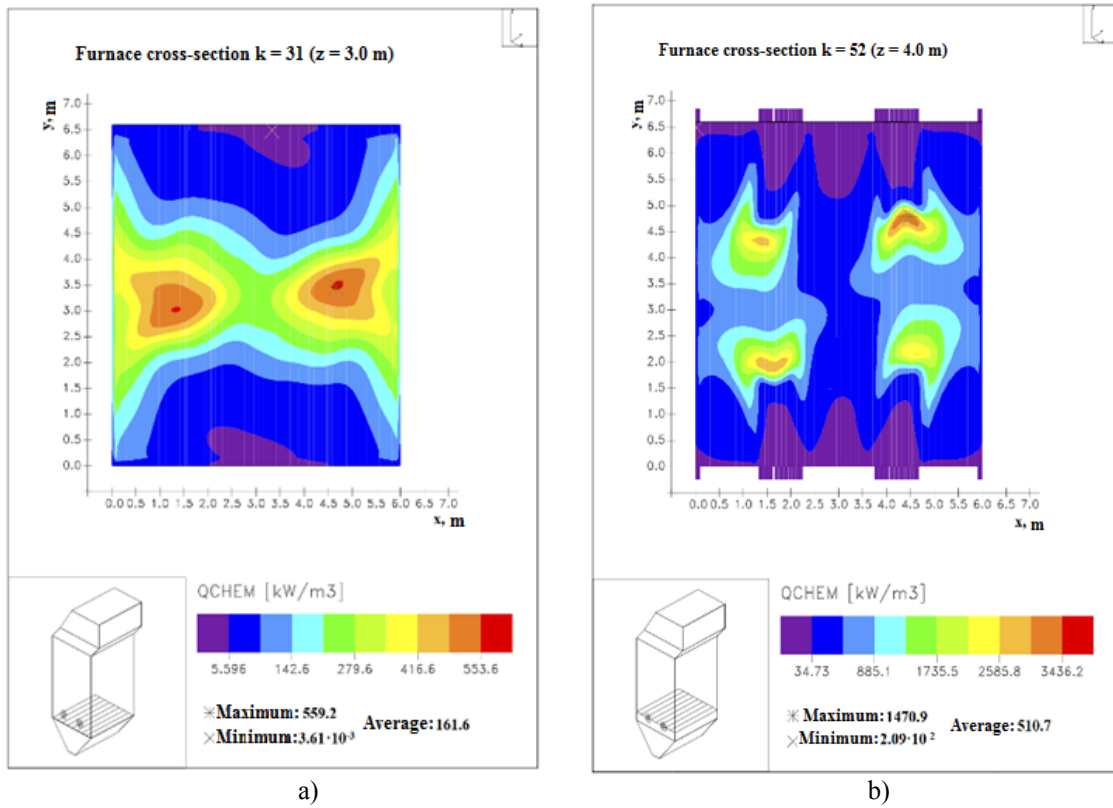 Furnace cross-section k = 31 (z = 3.0 m)
y, m
7.0
6.5
6.0
5.5
5.0
4.5
4.0
3.5
3.0
2.5
2.0
1.5
1.0
0.5
0.0
0.0 0.5 1.0 1.5 2.0 2.5 3.0 3.5 4.0 4.5 5.0 5.5 6.0 6.5 7.0
x, m
QCHEM [kW/m3]
5.596 142.6 279.6 416.6 553.6
Maximum: 559.2
Minimum: 3.61·10⁻³
Average: 161.6
a)
Furnace cross-section k = 52 (z = 4.0 m)
y, m
7.0
6.5
6.0
5.5
5.0
4.5
4.0
3.5
3.0
2.5
2.0
1.5
1.0
0.5
0.0
0.0 0.5 1.0 1.5 2.0 2.5 3.0 3.5 4.0 4.5 5.0 5.5 6.0 6.5 7.0
x, m
QCHEM [kW/m3]
34.73 885.1 1735.5 2585.8 3436.2
Maximum: 1470.9
Minimum: 2.09·10⁻²
Average: 510.7
b)